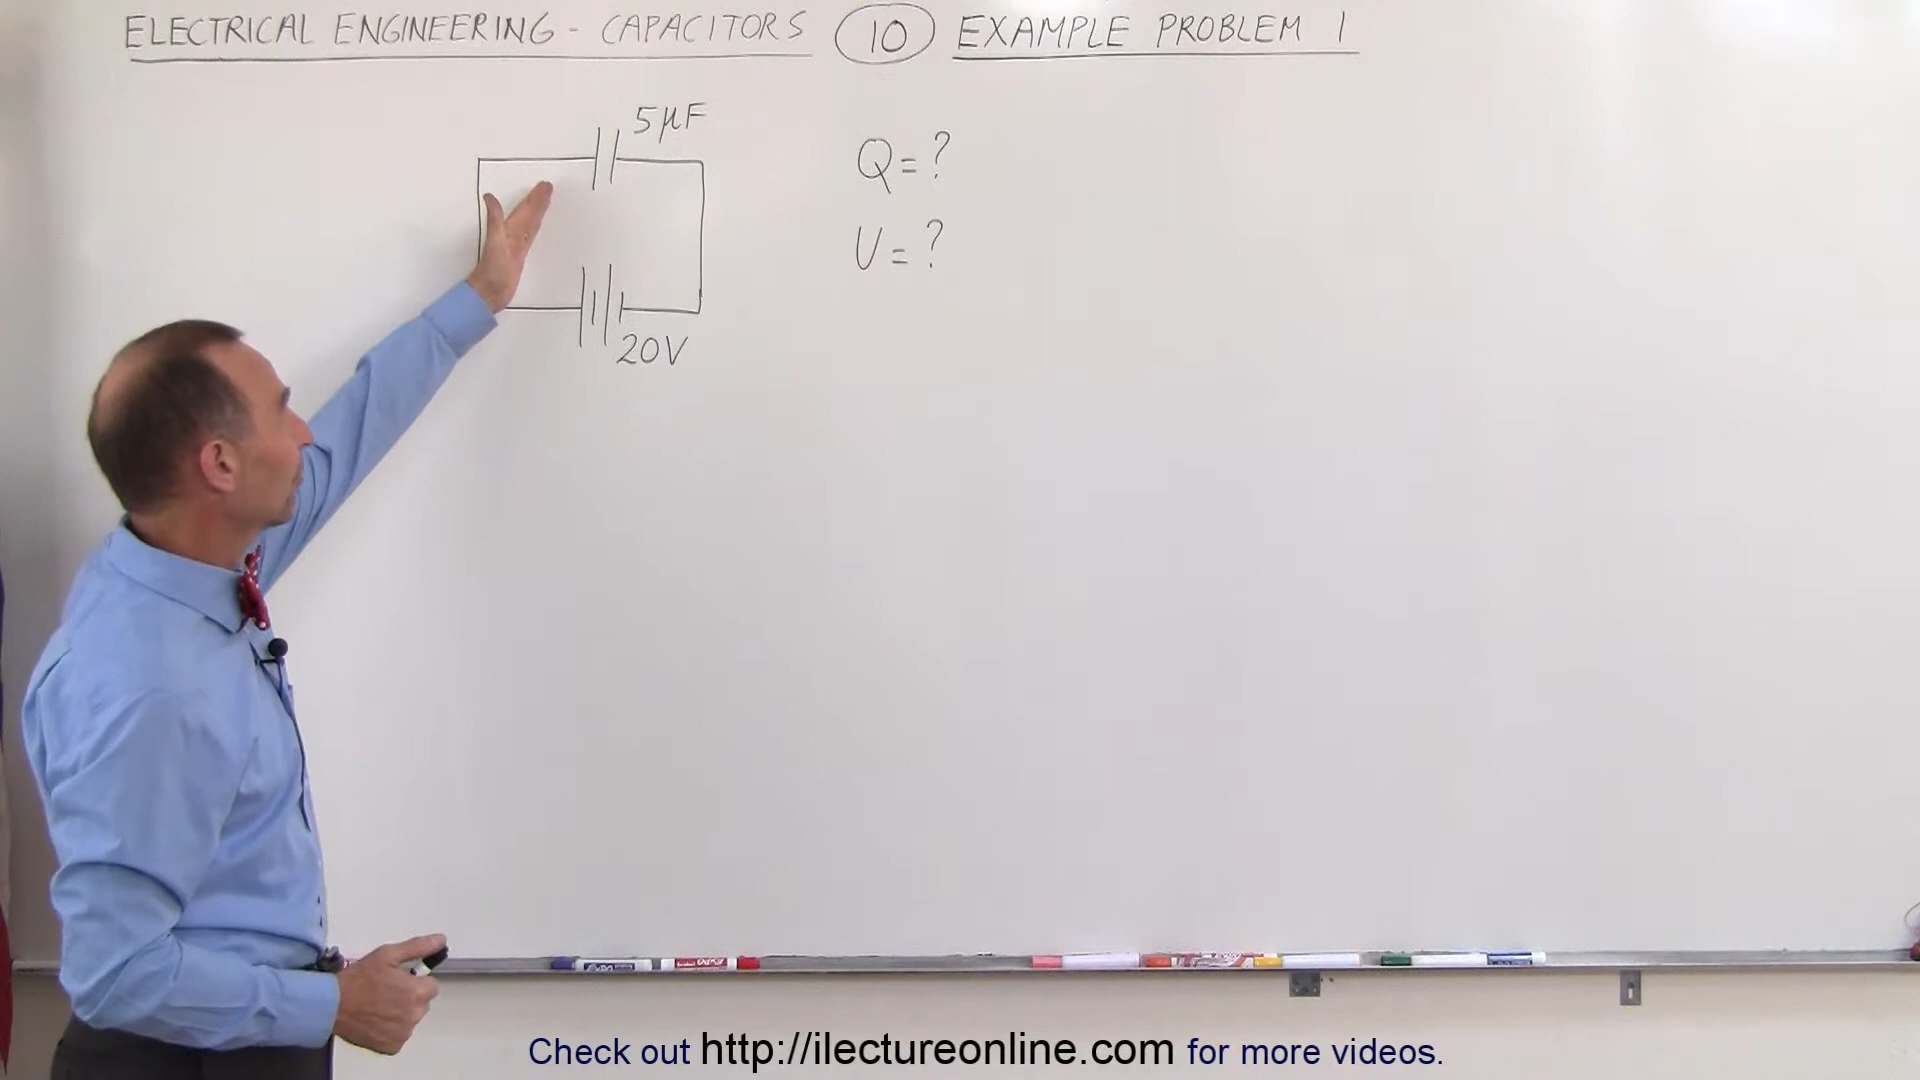 ELECTRICAL ENGINEERING - CAPACITORS 10 EXAMPLE PROBLEM 1
5μF
Q = ?
U = ?
20V
Check out http://ilectureonline.com for more videos.